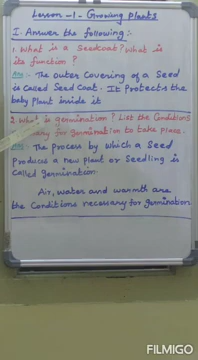 Lesson - 1 - Growing plants
I. Answer the following :-
1. What is a Seedcoat? What is
its function ?
Ans :- The outer Covering of a Seed
is Called Seed Coat. It Protects the
baby Plant inside it
2. What is germination ? List the Conditions
for germination to take place.
Ans :- The Process by which a Seed
Produces a new plant or Seedling is
Called germination.
Air, water and warmth are
the Conditions necessary for germination
FILMIGO